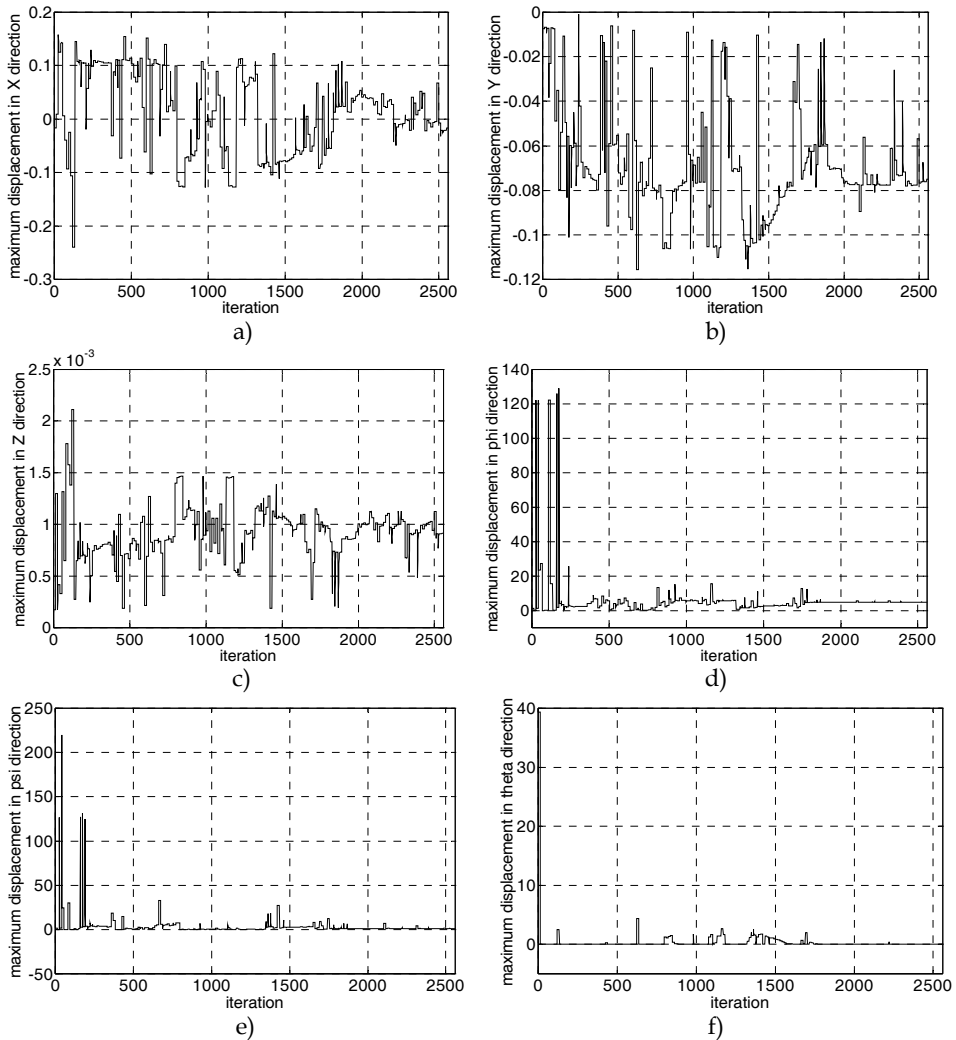 maximum displacement in X direction
0.2
0.1
0
-0.1
-0.2
-0.3
0 500 1000 1500 2000 2500
iteration
a)
maximum displacement in Y direction
-0.02
-0.04
-0.06
-0.08
-0.1
-0.12
0 500 1000 1500 2000 2500
iteration
b)
maximum displacement in Z direction
x 10-3
2.5
2
1.5
1
0.5
0
0 500 1000 1500 2000 2500
iteration
c)
maximum displacement in phi direction
140
120
100
80
60
40
20
0
0 500 1000 1500 2000 2500
iteration
d)
maximum displacement in psi direction
250
200
150
100
50
0
-50
0 500 1000 1500 2000 2500
iteration
e)
maximum displacement in theta direction
40
30
20
10
0
0 500 1000 1500 2000 2500
iteration
f)